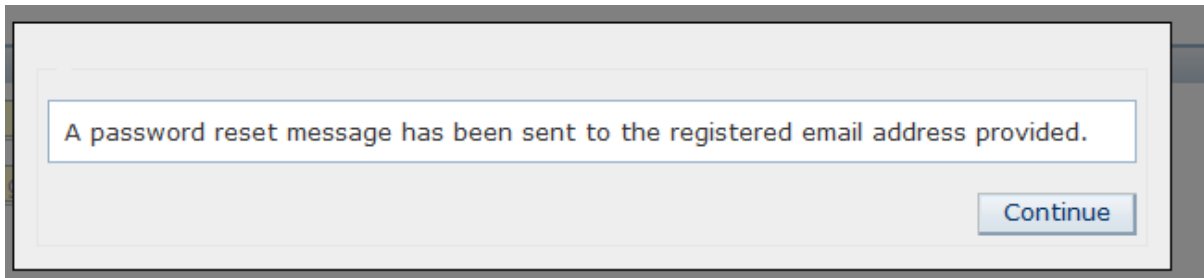 A password reset message has been sent to the registered email address provided.
Continue